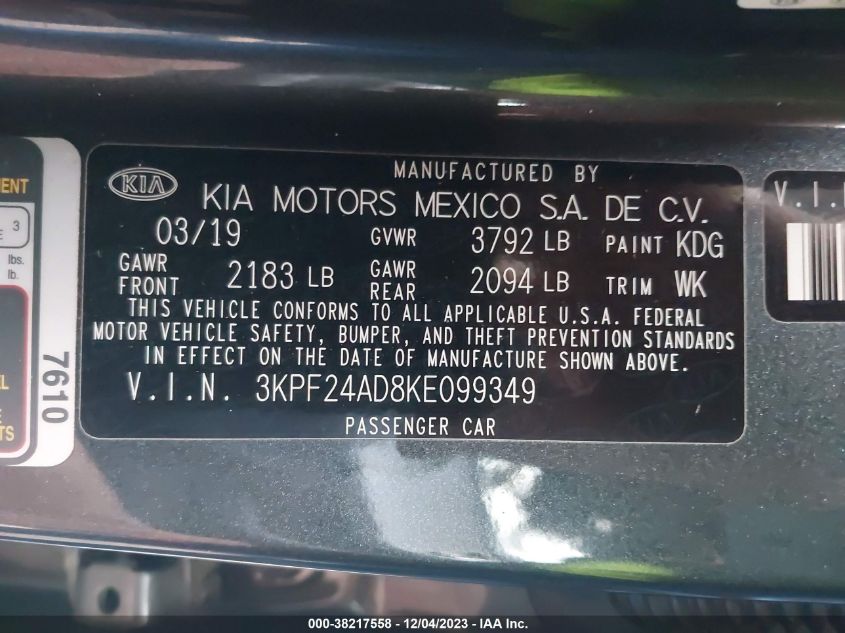 MANUFACTURED BY
KIA KIA MOTORS MEXICO S.A. DE C.V.
03/19 GVWR 3792 LB PAINT KDG
GAWR FRONT 2183 LB GAWR REAR 2094 LB TRIM WK
THIS VEHICLE CONFORMS TO ALL APPLICABLE U.S.A. FEDERAL
MOTOR VEHICLE SAFETY, BUMPER, AND THEFT PREVENTION STANDARDS
IN EFFECT ON THE DATE OF MANUFACTURE SHOWN ABOVE.
V.I.N. 3KPF24AD8KE099349
PASSENGER CAR
3
lbs.
lb.
7610
V.I.
000-38217558 - 12/04/2023 - IAA Inc.